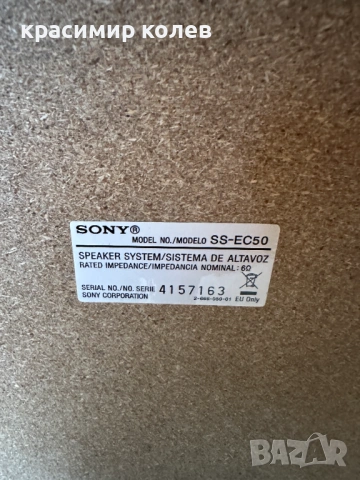 красимир колев
SONY®
MODEL NO./MODELO SS-EC50
SPEAKER SYSTEM/SISTEMA DE ALTAVOZ
RATED IMPEDANCE/IMPEDANCIA NOMINAL: 6Ω
SERIAL NO./NO. SERIE 4157163
SONY CORPORATION
EU Only
BAZAR